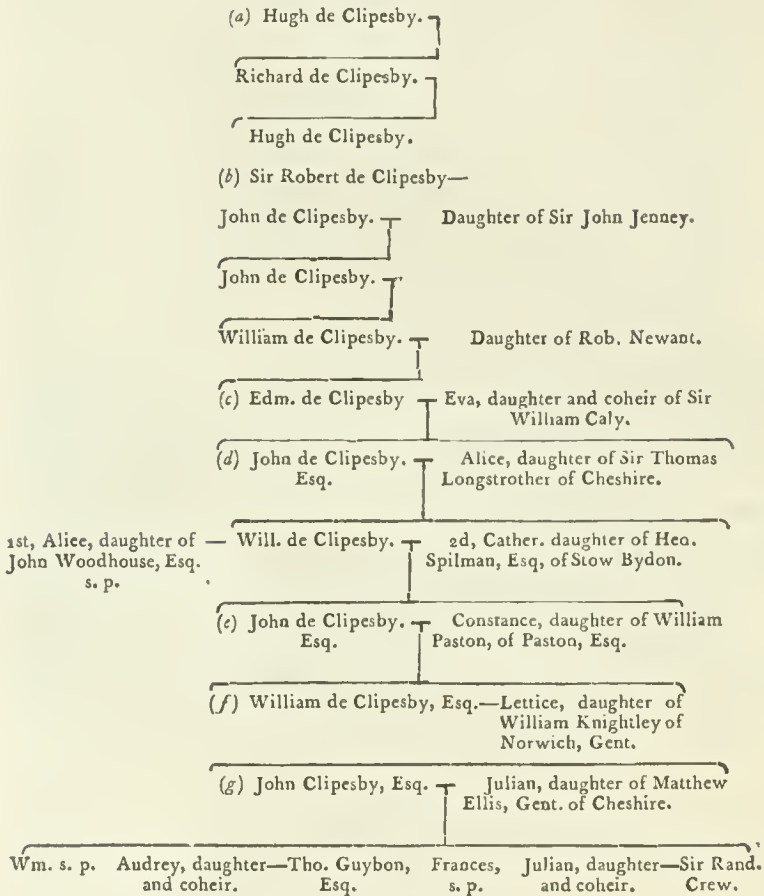 (a) Hugh de Clipesby.
Richard de Clipesby.
Hugh de Clipesby.
(b) Sir Robert de Clipesby—
John de Clipesby. Daughter of Sir John Jenney.
John de Clipesby.
William de Clipesby. Daughter of Rob. Newant.
(c) Edm. de Clipesby Eva, daughter and coheir of Sir
William Caly.
(d) John de Clipesby. Alice, daughter of Sir Thomas
Esq. Longstrother of Cheshire.
1st, Alice, daughter of — Will. de Clipesby. 2d, Cather. daughter of Hen.
John Woodhouse, Esq. Spilman, Esq, of Stow Bydon.
s. p.
(e) John de Clipesby. Constance, daughter of William
Esq. Paston, of Paston, Esq.
(f) William de Clipesby, Esq.—Lettice, daughter of
William Knightley of
Norwich, Gent.
(g) John Clipesby, Esq. Julian, daughter of Matthew
Ellis, Gent. of Cheshire.
Wm. s. p. Audrey, daughter—Tho. Guybon, Frances, Julian, daughter—Sir Rand.
and coheir. Esq. s. p. and coheir. Crew.